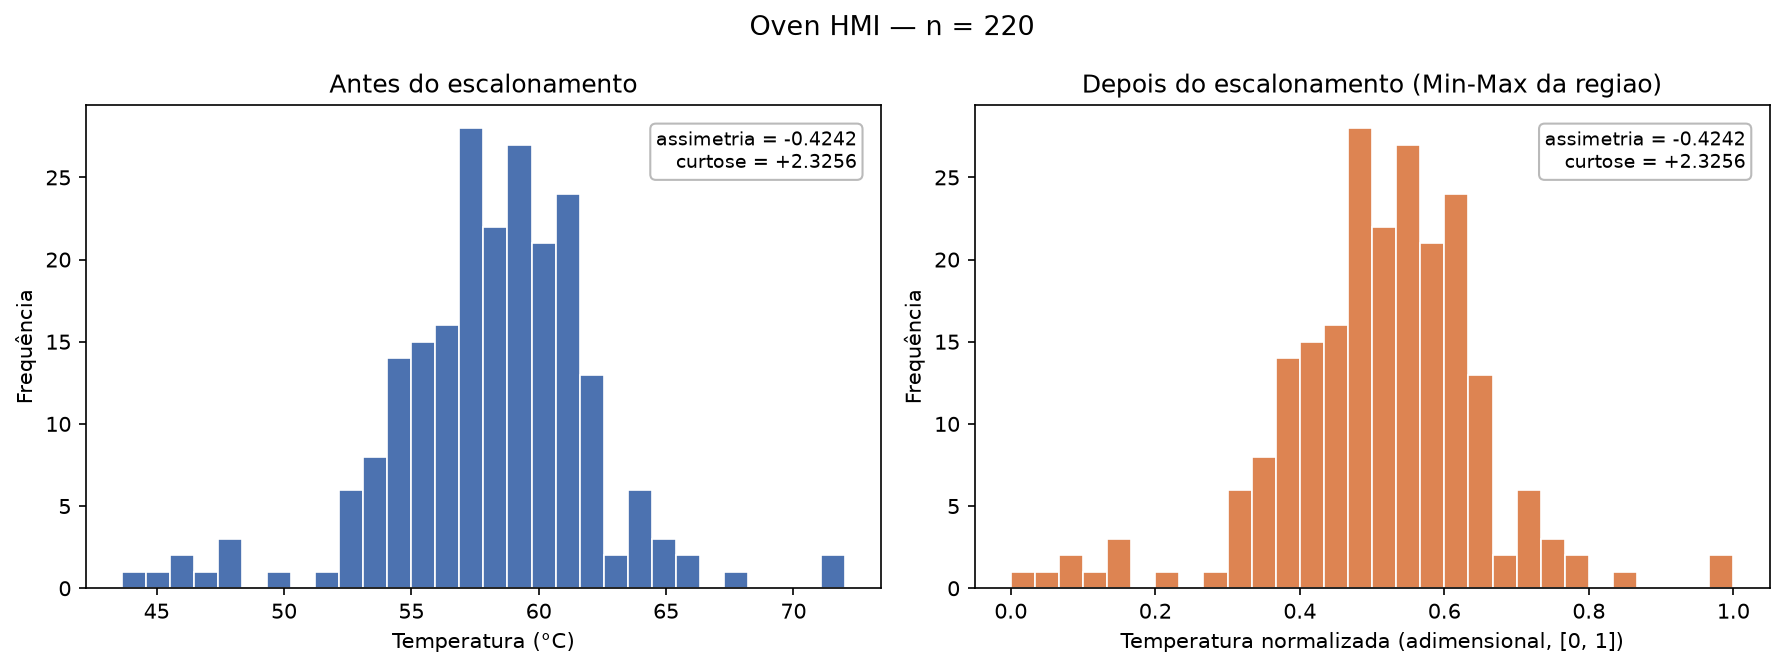 Oven HMI — n = 220
Antes do escalonamento
assimetria = -0.4242
curtose = +2.3256
Frequência
25
20
15
10
5
0
45 50 55 60 65 70
Temperatura (°C)
Depois do escalonamento (Min-Max da regiao)
assimetria = -0.4242
curtose = +2.3256
Frequência
25
20
15
10
5
0
0.0 0.2 0.4 0.6 0.8 1.0
Temperatura normalizada (adimensional, [0, 1])